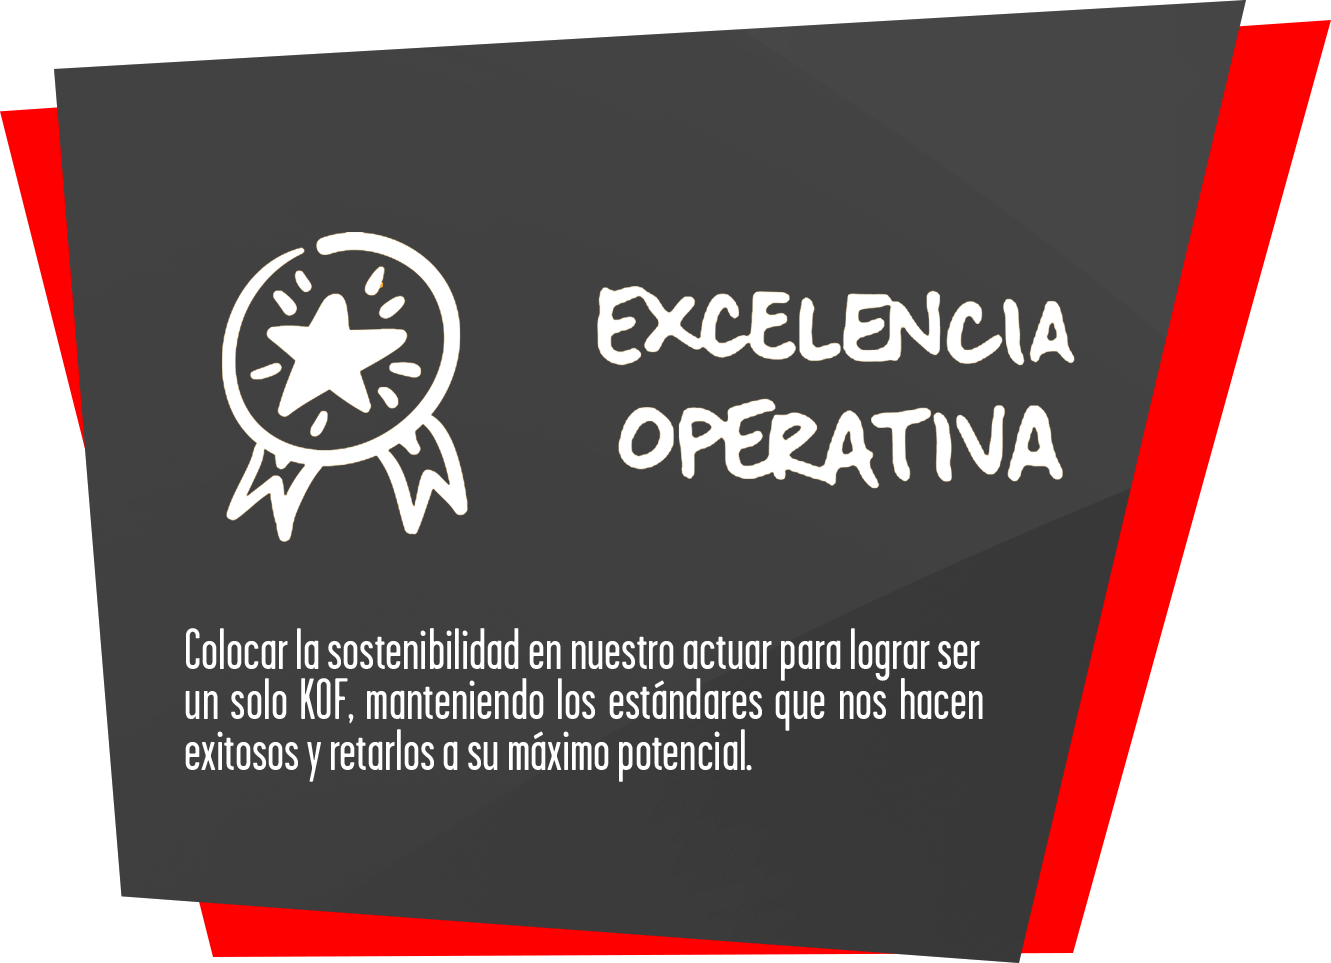 EXCELENCIA
OPERATIVA
Colocar la sostenibilidad en nuestro actuar para lograr ser
un solo KOF, manteniendo los estándares que nos hacen
exitosos y retarlos a su máximo potencial.